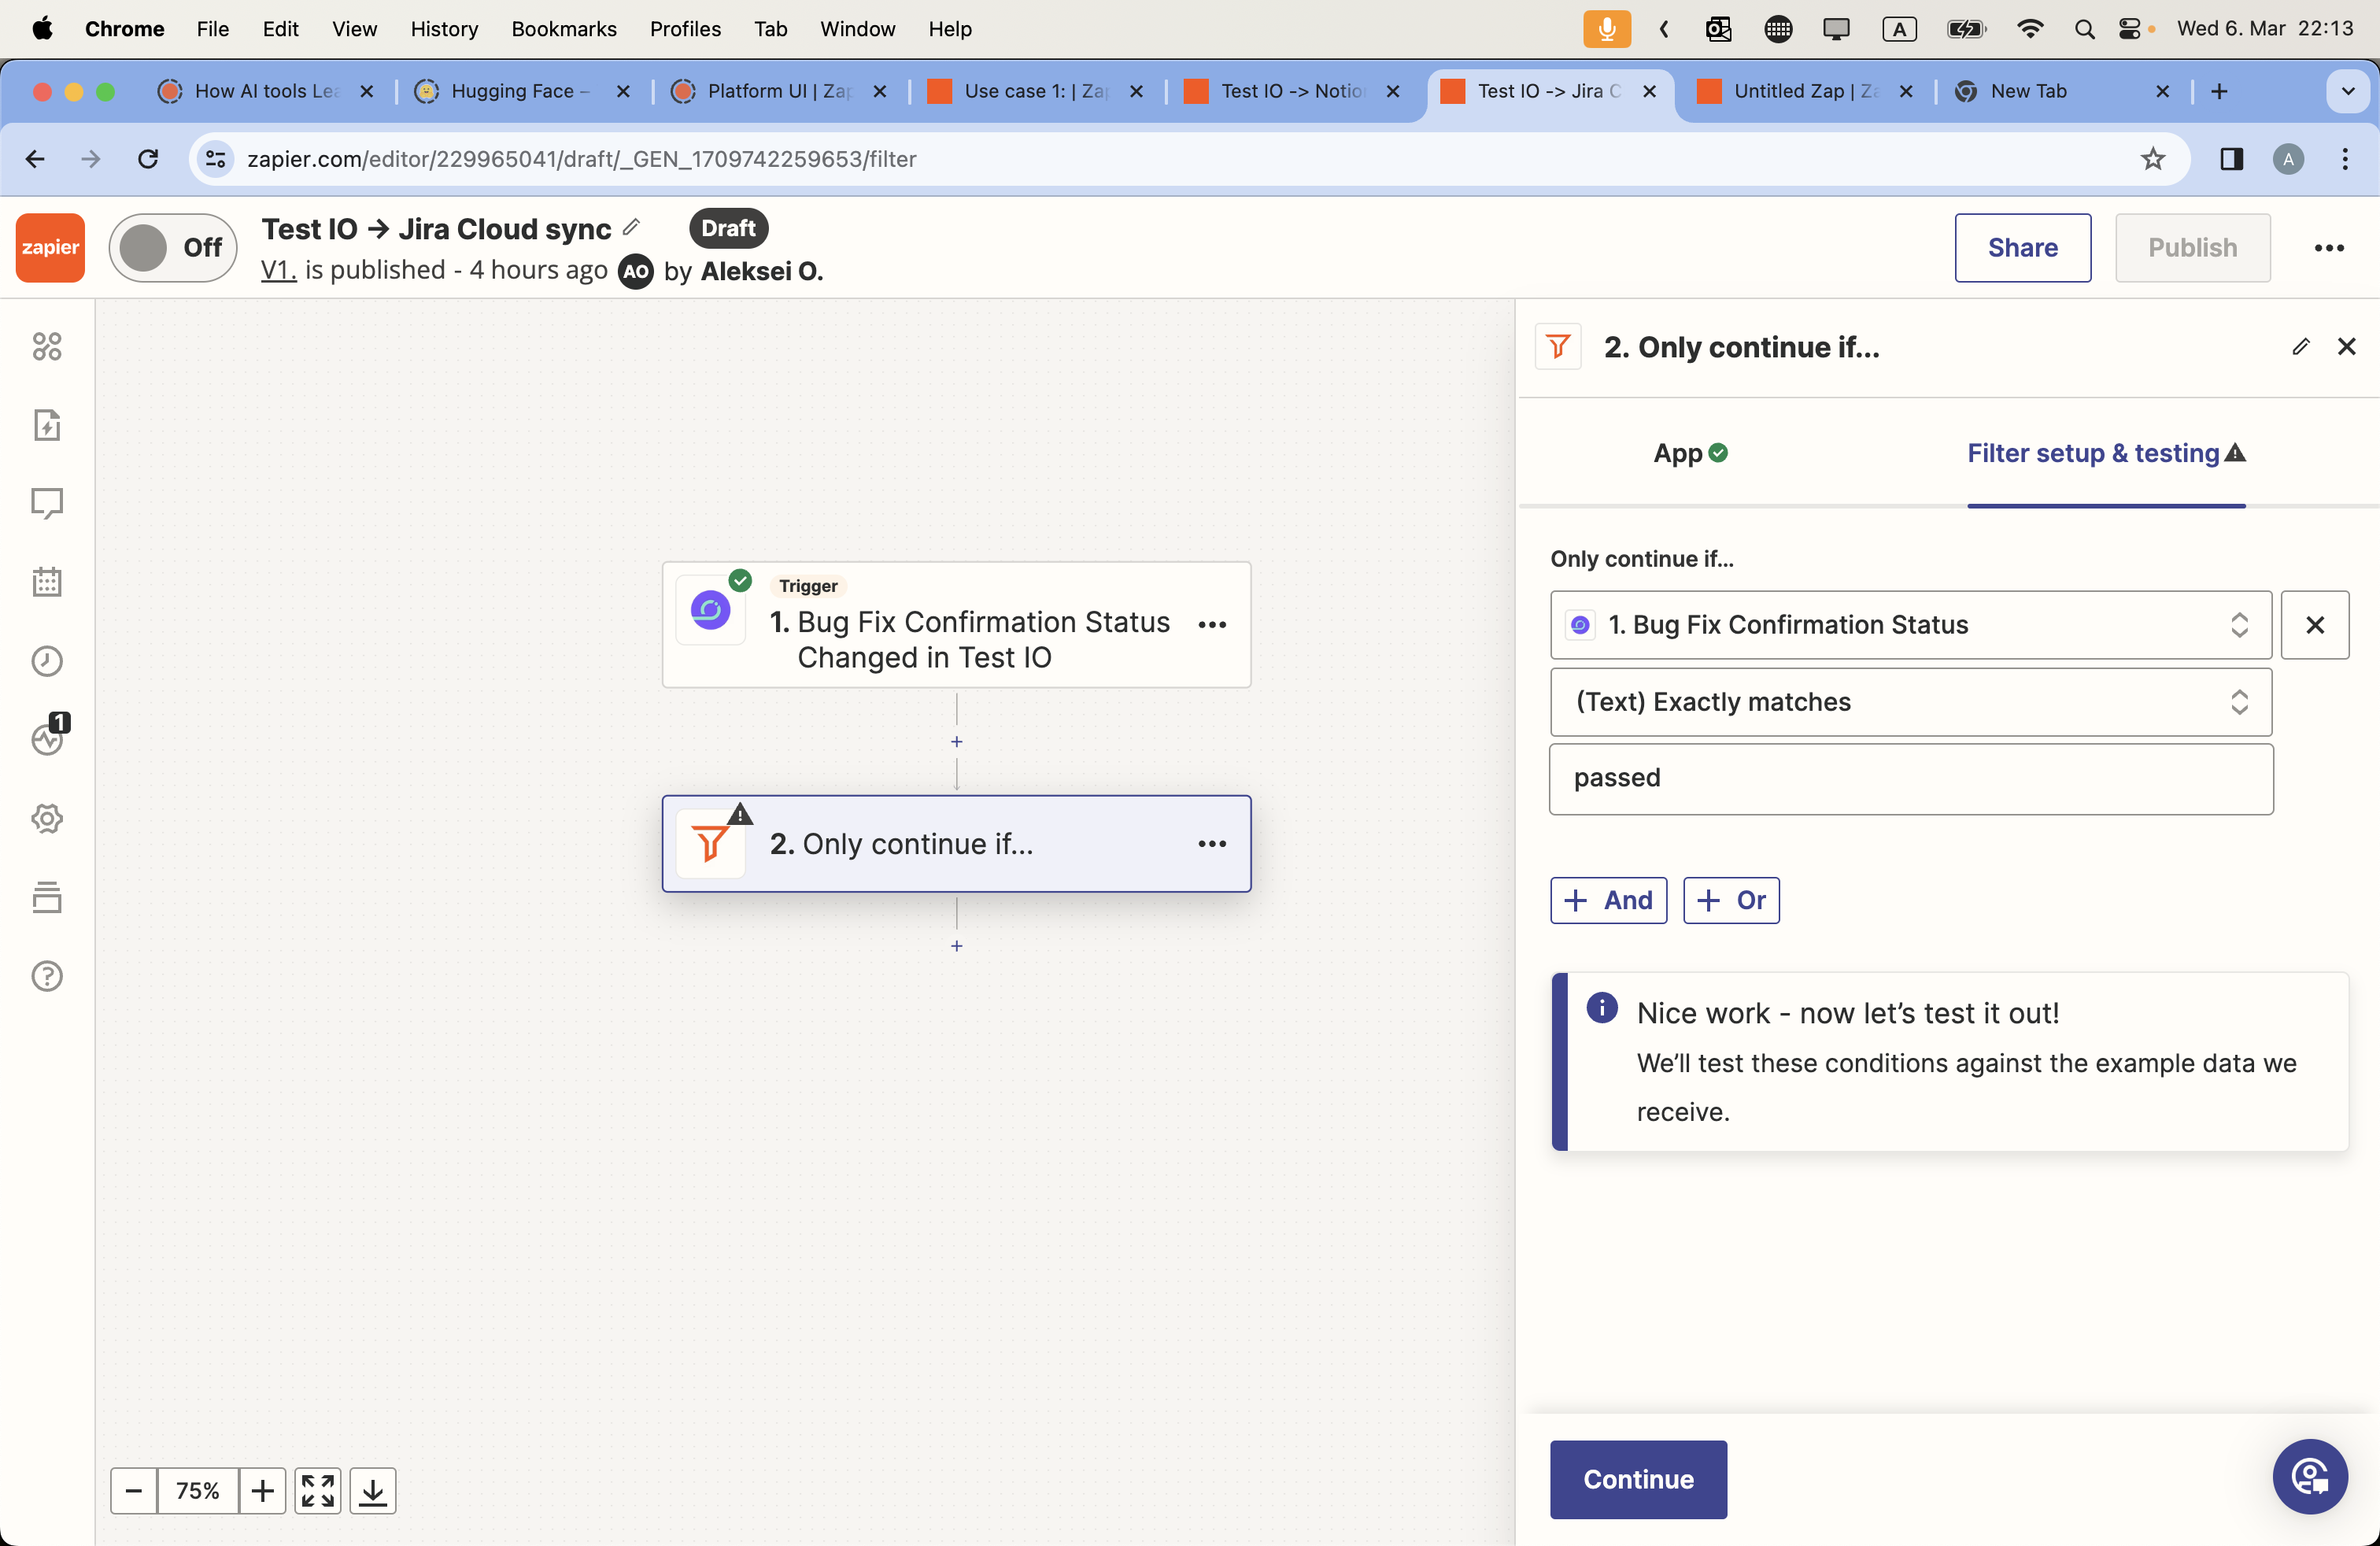 Chrome File Edit View History Bookmarks Profiles Tab Window Help A Wed 6. Mar 22:13
How AI tools Le Hugging Face – Platform UI | Za Use case 1: | Za Test IO -> Notio Test IO -> Jira C Untitled Zap | Z New Tab
zapier.com/editor/229965041/draft/_GEN_1709742259653/filter A
zapier Off Test IO → Jira Cloud sync Draft Share Publish
V1. is published - 4 hours ago AO by Aleksei O.
2. Only continue if...
App Filter setup & testing
Only continue if...
1. Bug Fix Confirmation Status
(Text) Exactly matches
passed
+ And + Or
Nice work - now let’s test it out!
We’ll test these conditions against the example data we
receive.
Continue
Trigger
1. Bug Fix Confirmation Status
Changed in Test IO
2. Only continue if...
1
75%